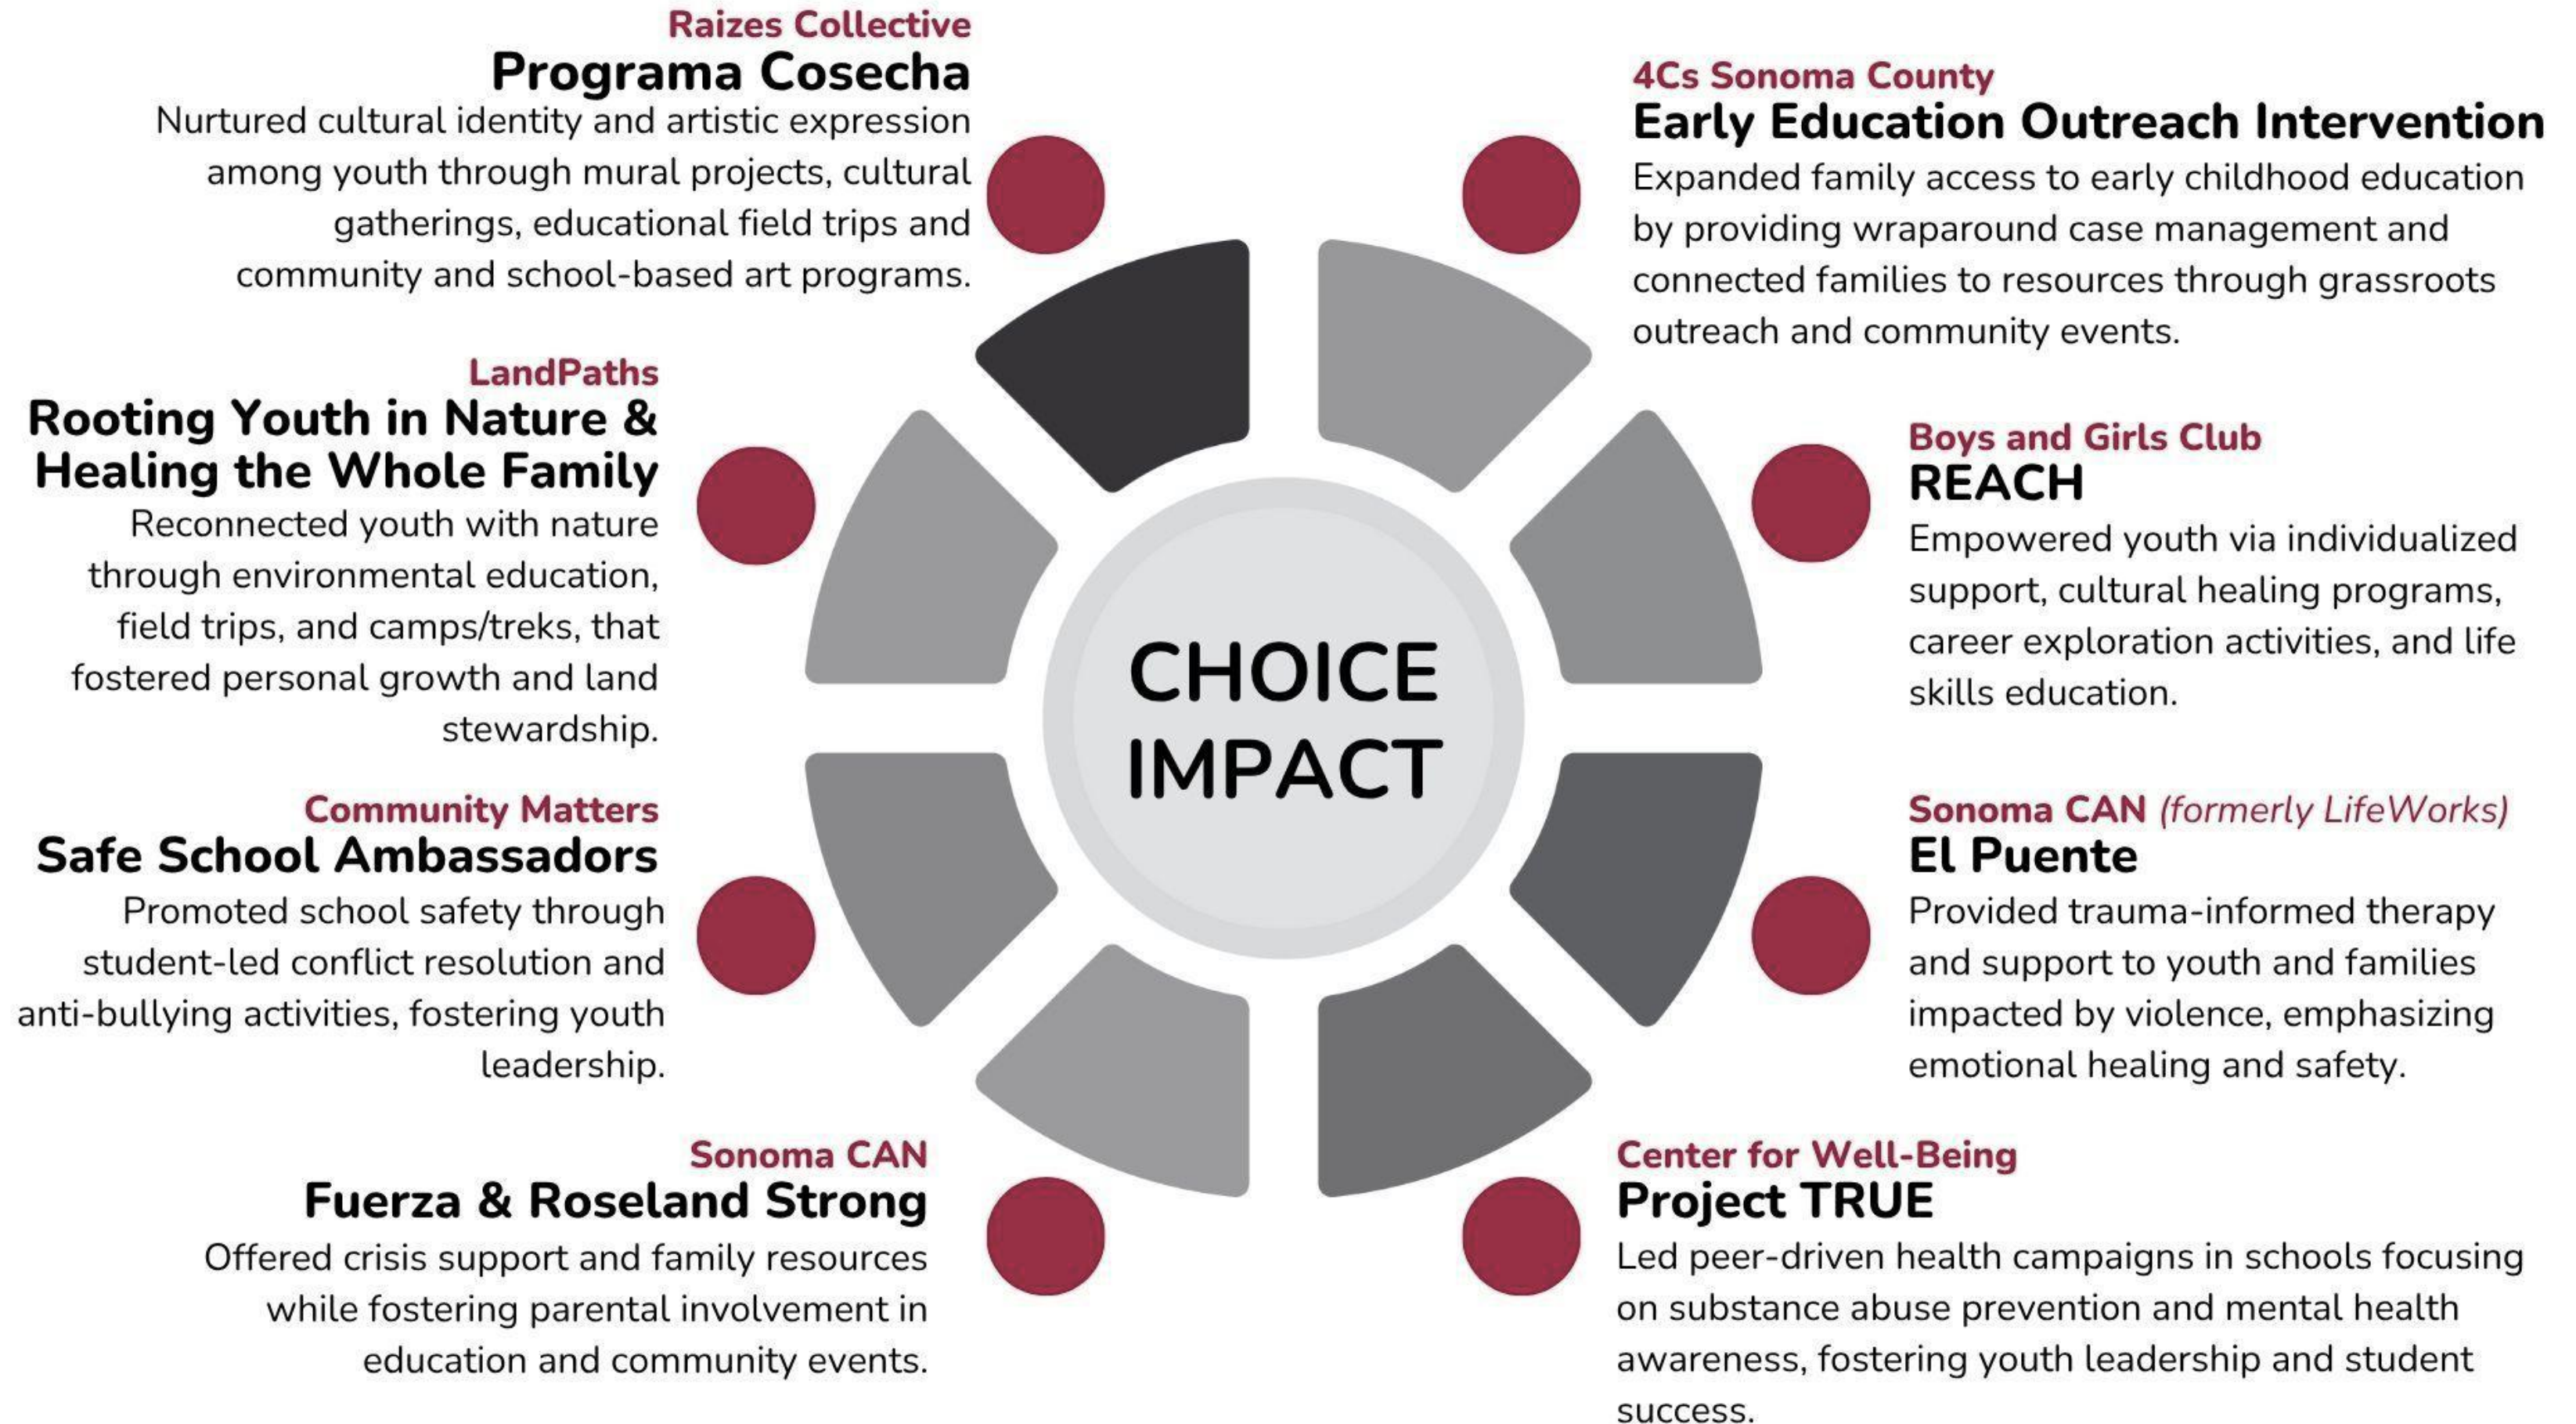 Raizes Collective
Programa Cosecha
Nurtured cultural identity and artistic expression
among youth through mural projects, cultural
gatherings, educational field trips and
community and school-based art programs.
LandPaths
Rooting Youth in Nature &
Healing the Whole Family
Reconnected youth with nature
through environmental education,
field trips, and camps/treks, that
fostered personal growth and land
stewardship.
Community Matters
Safe School Ambassadors
Promoted school safety through
student-led conflict resolution and
anti-bullying activities, fostering youth
leadership.
Sonoma CAN
Fuerza & Roseland Strong
Offered crisis support and family resources
while fostering parental involvement in
education and community events.
CHOICE
IMPACT
4Cs Sonoma County
Early Education Outreach Intervention
Expanded family access to early childhood education
by providing wraparound case management and
connected families to resources through grassroots
outreach and community events.
Boys and Girls Club
REACH
Empowered youth via individualized
support, cultural healing programs,
career exploration activities, and life
skills education.
Sonoma CAN (formerly LifeWorks)
El Puente
Provided trauma-informed therapy
and support to youth and families
impacted by violence, emphasizing
emotional healing and safety.
Center for Well-Being
Project TRUE
Led peer-driven health campaigns in schools focusing
on substance abuse prevention and mental health
awareness, fostering youth leadership and student
success.